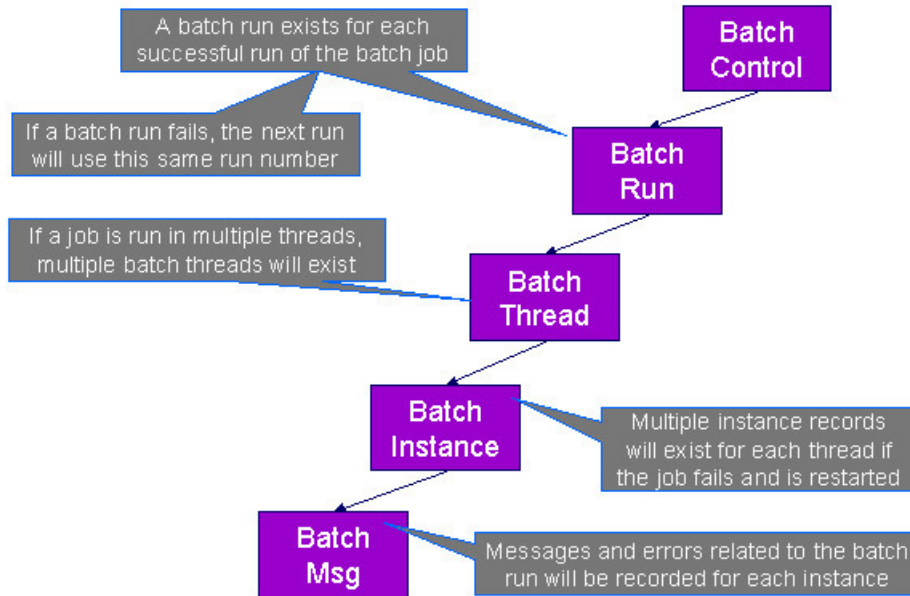 A batch run exists for each
successful run of the batch job
Batch
Control
If a batch run fails, the next run
will use this same run number
Batch
Run
If a job is run in multiple threads,
multiple batch threads will exist
Batch
Thread
Batch
Instance
Multiple instance records
will exist for each thread if
the job fails and is restarted
Batch
Msg
Messages and errors related to the batch
run will be recorded for each instance